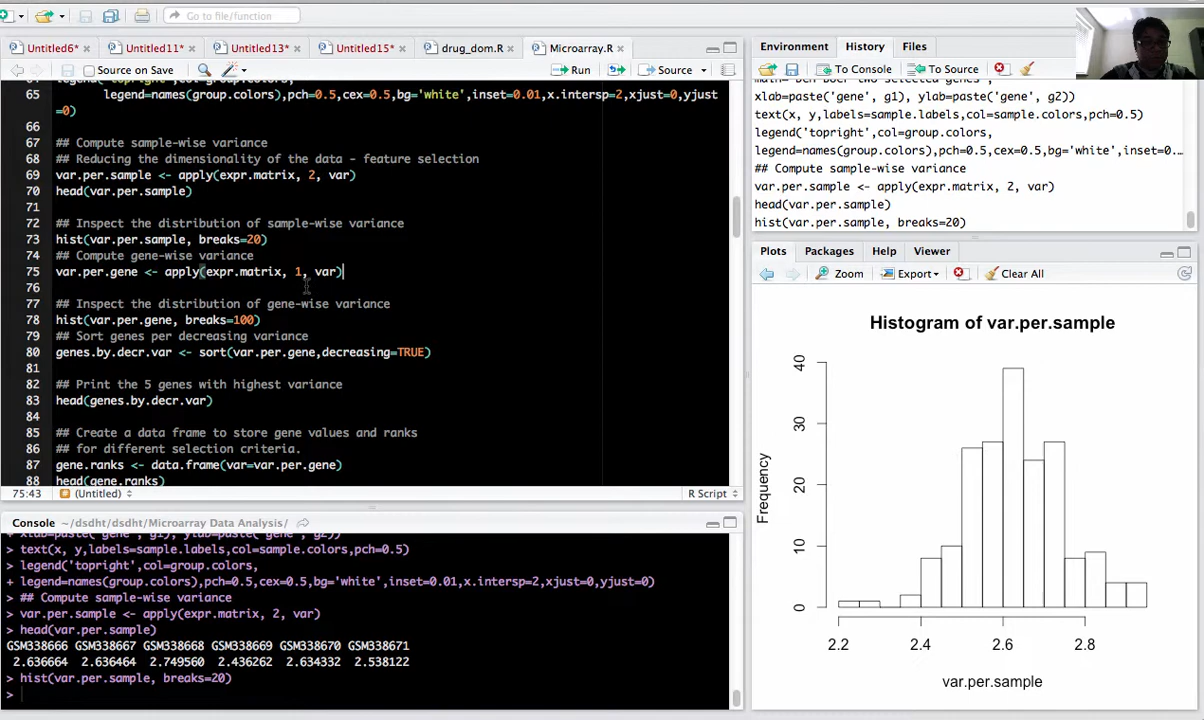 Go to file/function
Untitled6* Untitled11* Untitled13* Untitled15* drug_dom.R Microarray.R
Source on Save Run Source
legend="topright",col=group.colors,
65 legend=names(group.colors),pch=0.5,cex=0.5,bg='white',inset=0.01,x.intersp=2,xjust=0,yjust
=0)
66
67 ## Compute sample-wise variance
68 ## Reducing the dimensionality of the data - feature selection
69 var.per.sample <- apply(expr.matrix, 2, var)
70 head(var.per.sample)
71
72 ## Inspect the distribution of sample-wise variance
73 hist(var.per.sample, breaks=20)
74 ## Compute gene-wise variance
75 var.per.gene <- apply(expr.matrix, 1, var)
76
77 ## Inspect the distribution of gene-wise variance
78 hist(var.per.gene, breaks=100)
79 ## Sort genes per decreasing variance
80 genes.by.decr.var <- sort(var.per.gene,decreasing=TRUE)
81
82 ## Print the 5 genes with highest variance
83 head(genes.by.decr.var)
84
85 ## Create a data frame to store gene values and ranks
86 ## for different selection criteria.
87 gene.ranks <- data.frame(var=var.per.gene)
88 head(gene.ranks)
75:43 (Untitled) R Script
Console ~/dsdht/dsdht/Microarray Data Analysis/
+ xlab=paste('gene', g1), ylab=paste('gene', g2))
> text(x, y,labels=sample.labels,col=sample.colors,pch=0.5)
> legend('topright',col=group.colors,
+ legend=names(group.colors),pch=0.5,cex=0.5,bg='white',inset=0.01,x.intersp=2,xjust=0,yjust=0)
> ## Compute sample-wise variance
> var.per.sample <- apply(expr.matrix, 2, var)
> head(var.per.sample)
GSM338666 GSM338667 GSM338668 GSM338669 GSM338670 GSM338671
2.636664 2.636464 2.749560 2.436262 2.634332 2.538122
> hist(var.per.sample, breaks=20)
>
Environment History Files
To Console To Source
xlab=paste('gene', g1), ylab=paste('gene', g2))
text(x, y,labels=sample.labels,col=sample.colors,pch=0.5)
legend('topright',col=group.colors,
legend=names(group.colors),pch=0.5,cex=0.5,bg='white',inset=0...
## Compute sample-wise variance
var.per.sample <- apply(expr.matrix, 2, var)
head(var.per.sample)
hist(var.per.sample, breaks=20)
Plots Packages Help Viewer
Zoom Export Clear All
Histogram of var.per.sample
Frequency
40
30
20
10
0
2.2 2.4 2.6 2.8
var.per.sample